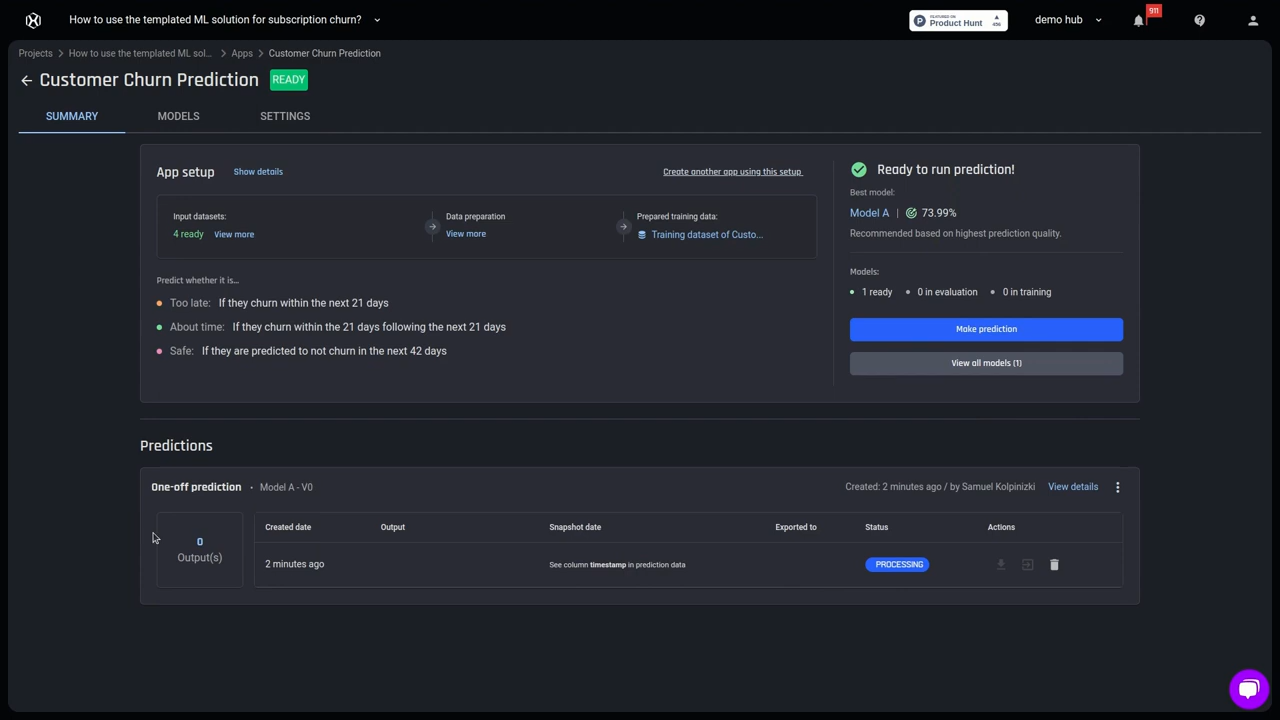 How to use the templated ML solution for subscription churn?
FEATURED ON
Product Hunt
456
demo hub
911
Projects > How to use the templated ML sol... > Apps > Customer Churn Prediction
Customer Churn Prediction READY
SUMMARY MODELS SETTINGS
App setup Show details Create another app using this setup
Input datasets: Data preparation Prepared training data:
4 ready View more View more Training dataset of Custo...
Predict whether it is...
Too late: If they churn within the next 21 days
About time: If they churn within the 21 days following the next 21 days
Safe: If they are predicted to not churn in the next 42 days
Ready to run prediction!
Best model:
Model A | 73.99%
Recommended based on highest prediction quality.
Models:
1 ready 0 in evaluation 0 in training
Make prediction
View all models (1)
Predictions
One-off prediction • Model A - V0 Created: 2 minutes ago / by Samuel Kolpinizki View details
0
Output(s)
Created date Output Snapshot date Exported to Status Actions
2 minutes ago See column timestamp in prediction data PROCESSING